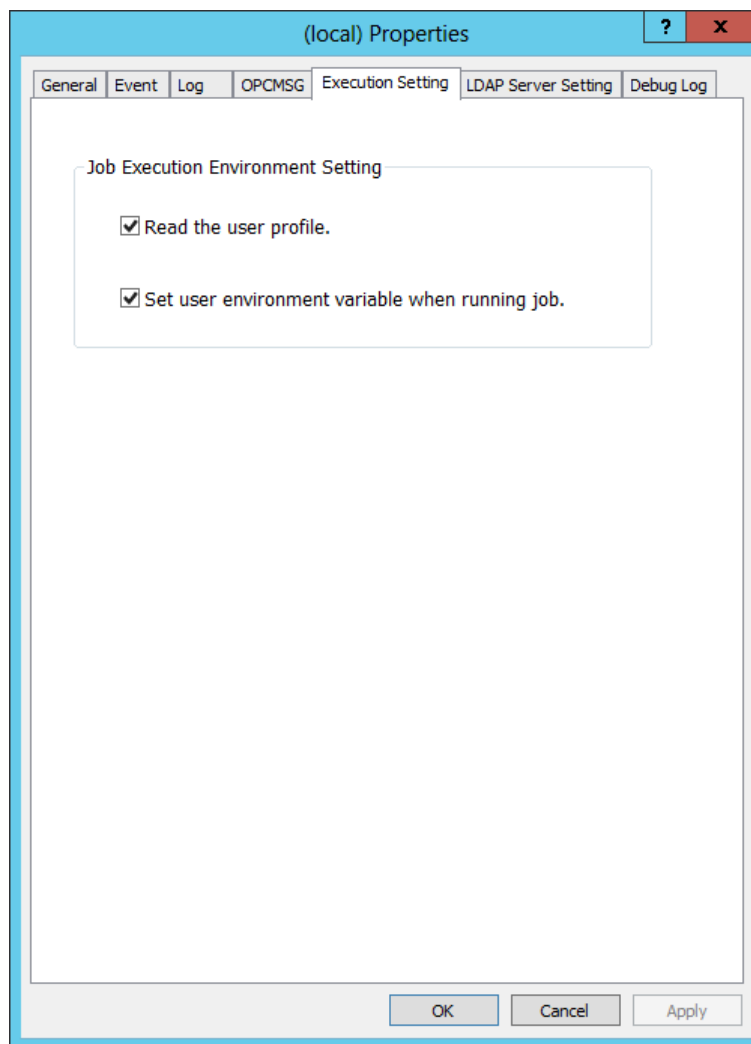 (local) Properties
? x
General Event Log OPCMSG Execution Setting LDAP Server Setting Debug Log
Job Execution Environment Setting
Read the user profile.
Set user environment variable when running job.
OK Cancel Apply